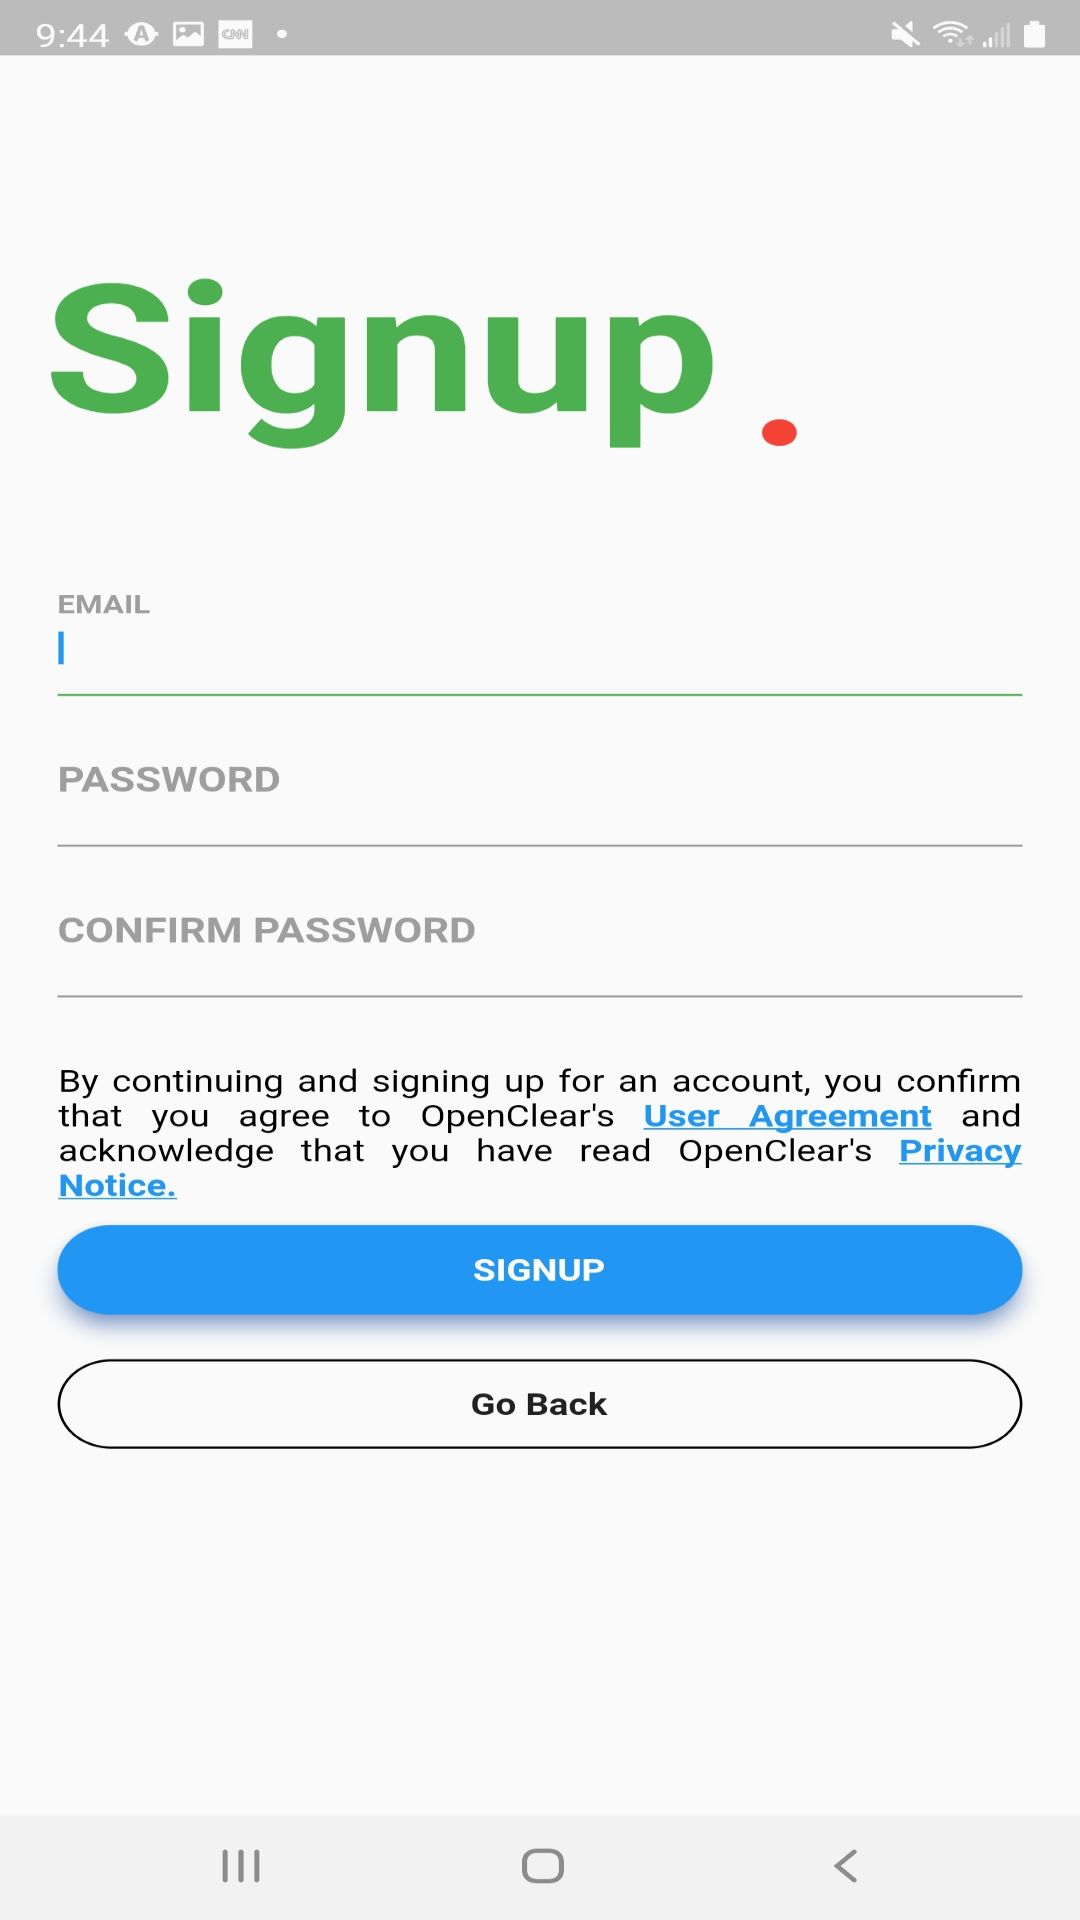 9:44 A CNN
Signup.
EMAIL
PASSWORD
CONFIRM PASSWORD
By continuing and signing up for an account, you confirm
that you agree to OpenClear's User Agreement and
acknowledge that you have read OpenClear's Privacy
Notice.
SIGNUP
Go Back